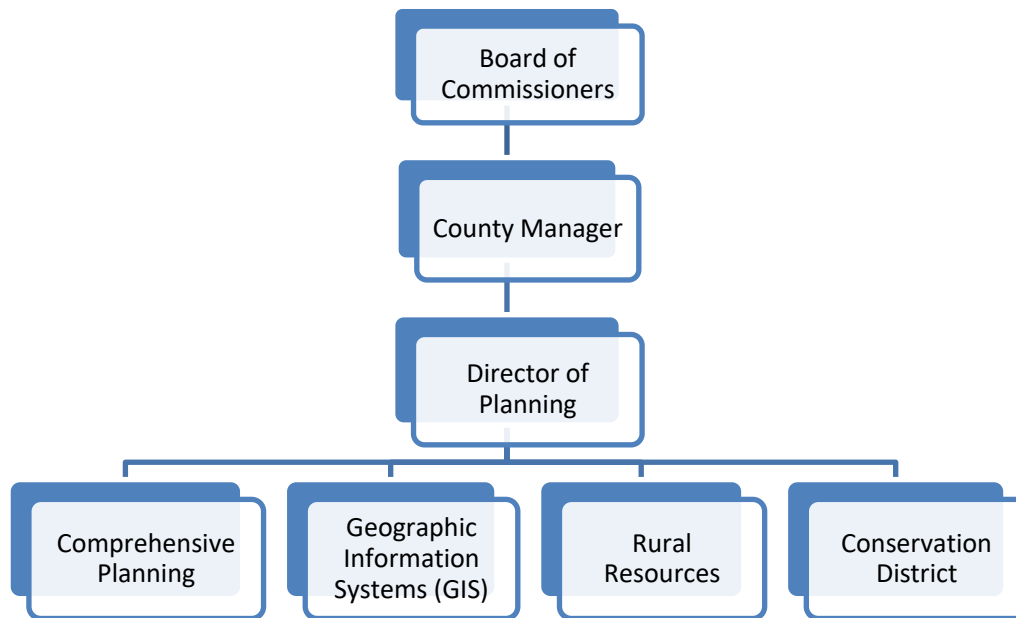 Board of
Commissioners
County Manager
Director of
Planning
Comprehensive
Planning
Geographic
Information
Systems (GIS)
Rural
Resources
Conservation
District